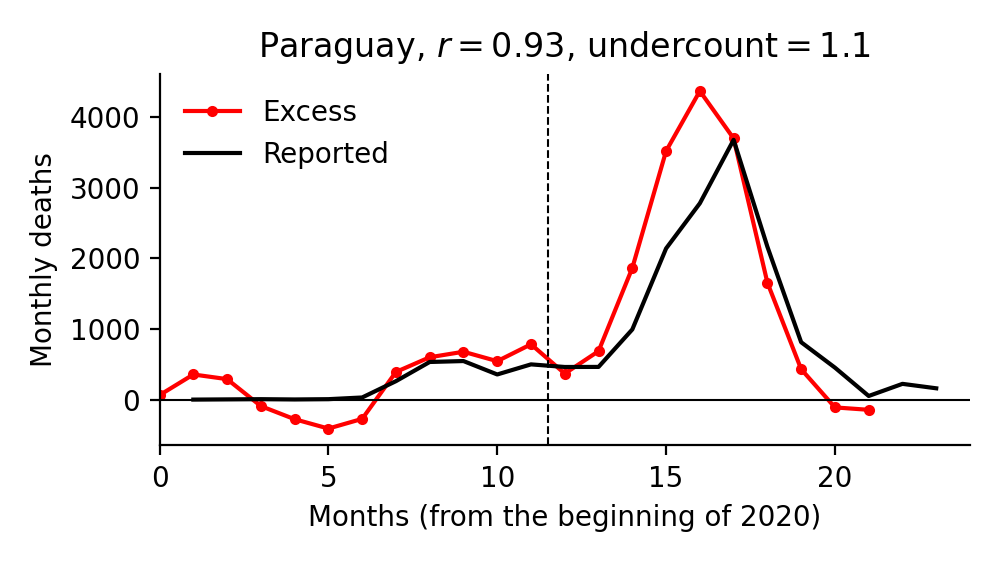 Paraguay, r = 0.93, undercount = 1.1
Excess
Reported
Monthly deaths
4000
3000
2000
1000
0
0 5 10 15 20
Months (from the beginning of 2020)